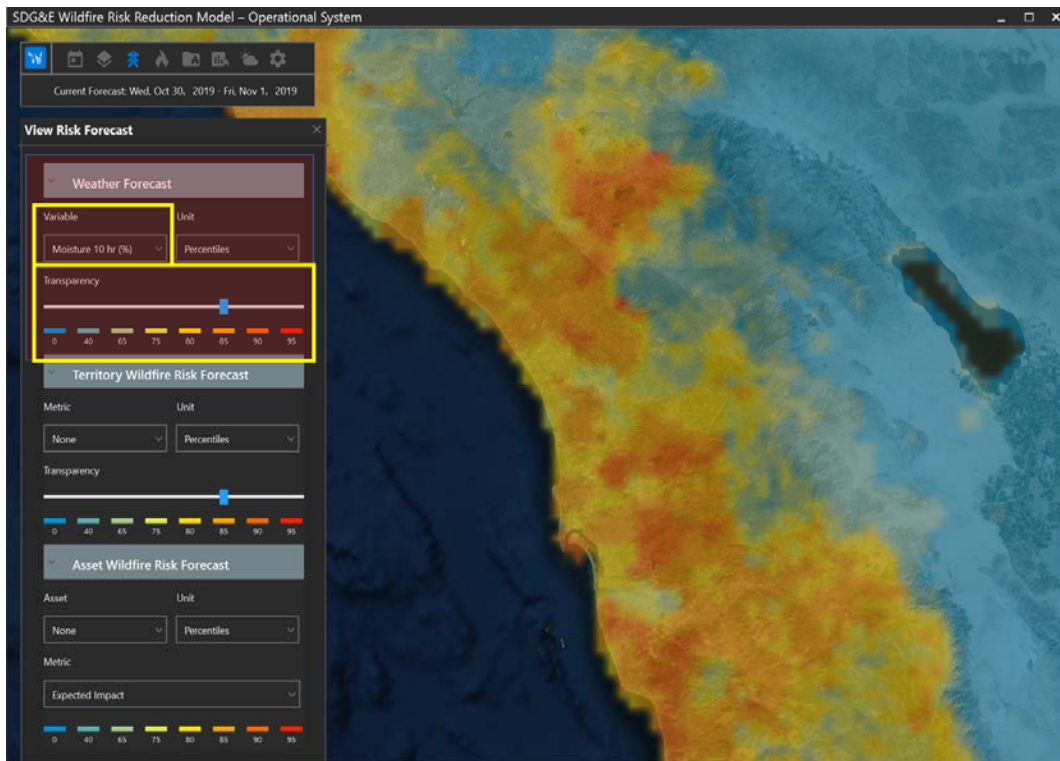 SDG&E Wildfire Risk Reduction Model – Operational System
Current Forecast: Wed, Oct 30, 2019 - Fri, Nov 1, 2019
View Risk Forecast
Weather Forecast
Variable Unit
Moisture 10 hr (%) Percentiles
Transparency
0 40 65 75 80 85 90 95
Territory Wildfire Risk Forecast
Metric Unit
None Percentiles
Transparency
0 40 65 75 80 85 90 95
Asset Wildfire Risk Forecast
Asset Unit
None Percentiles
Metric
Expected Impact
0 40 65 75 80 85 90 95